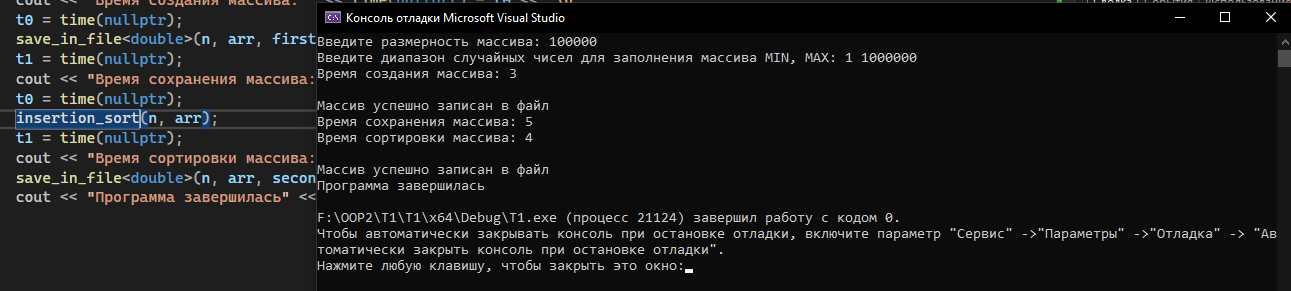 cout << "Время создания массива:
t0 = time(nullptr);
save_in_file<double>(n, arr, first
t1 = time(nullptr);
cout << "Время сохранения массива:
t0 = time(nullptr);
insertion_sort(n, arr);
t1 = time(nullptr);
cout << "Время сортировки массива:
save_in_file<double>(n, arr, secon
cout << "Программа завершилась" <<
Консоль отладки Microsoft Visual Studio
Введите размерность массива: 100000
Введите диапазон случайных чисел для заполнения массива MIN, MAX: 1 1000000
Время создания массива: 3
Массив успешно записан в файл
Время сохранения массива: 5
Время сортировки массива: 4
Массив успешно записан в файл
Программа завершилась
F:\OOP2\T1\T1\x64\Debug\T1.exe (процесс 21124) завершил работу с кодом 0.
Чтобы автоматически закрывать консоль при остановке отладки, включите параметр "Сервис" ->"Параметры" ->"Отладка" -> "Ав
томатически закрыть консоль при остановке отладки".
Нажмите любую клавишу, чтобы закрыть это окно: